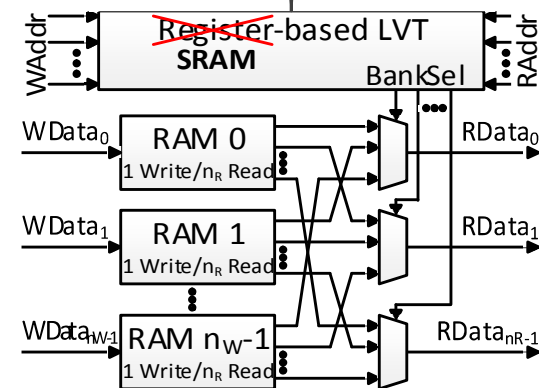 WAddr
Register-based LVT
SRAM
BankSel
RAddr
WData0
RAM 0
1 Write/nR Read
RData0
WData1
RAM 1
1 Write/nR Read
RData1
WDatanW-1
RAM nW-1
1 Write/nR Read
RDatanR-1